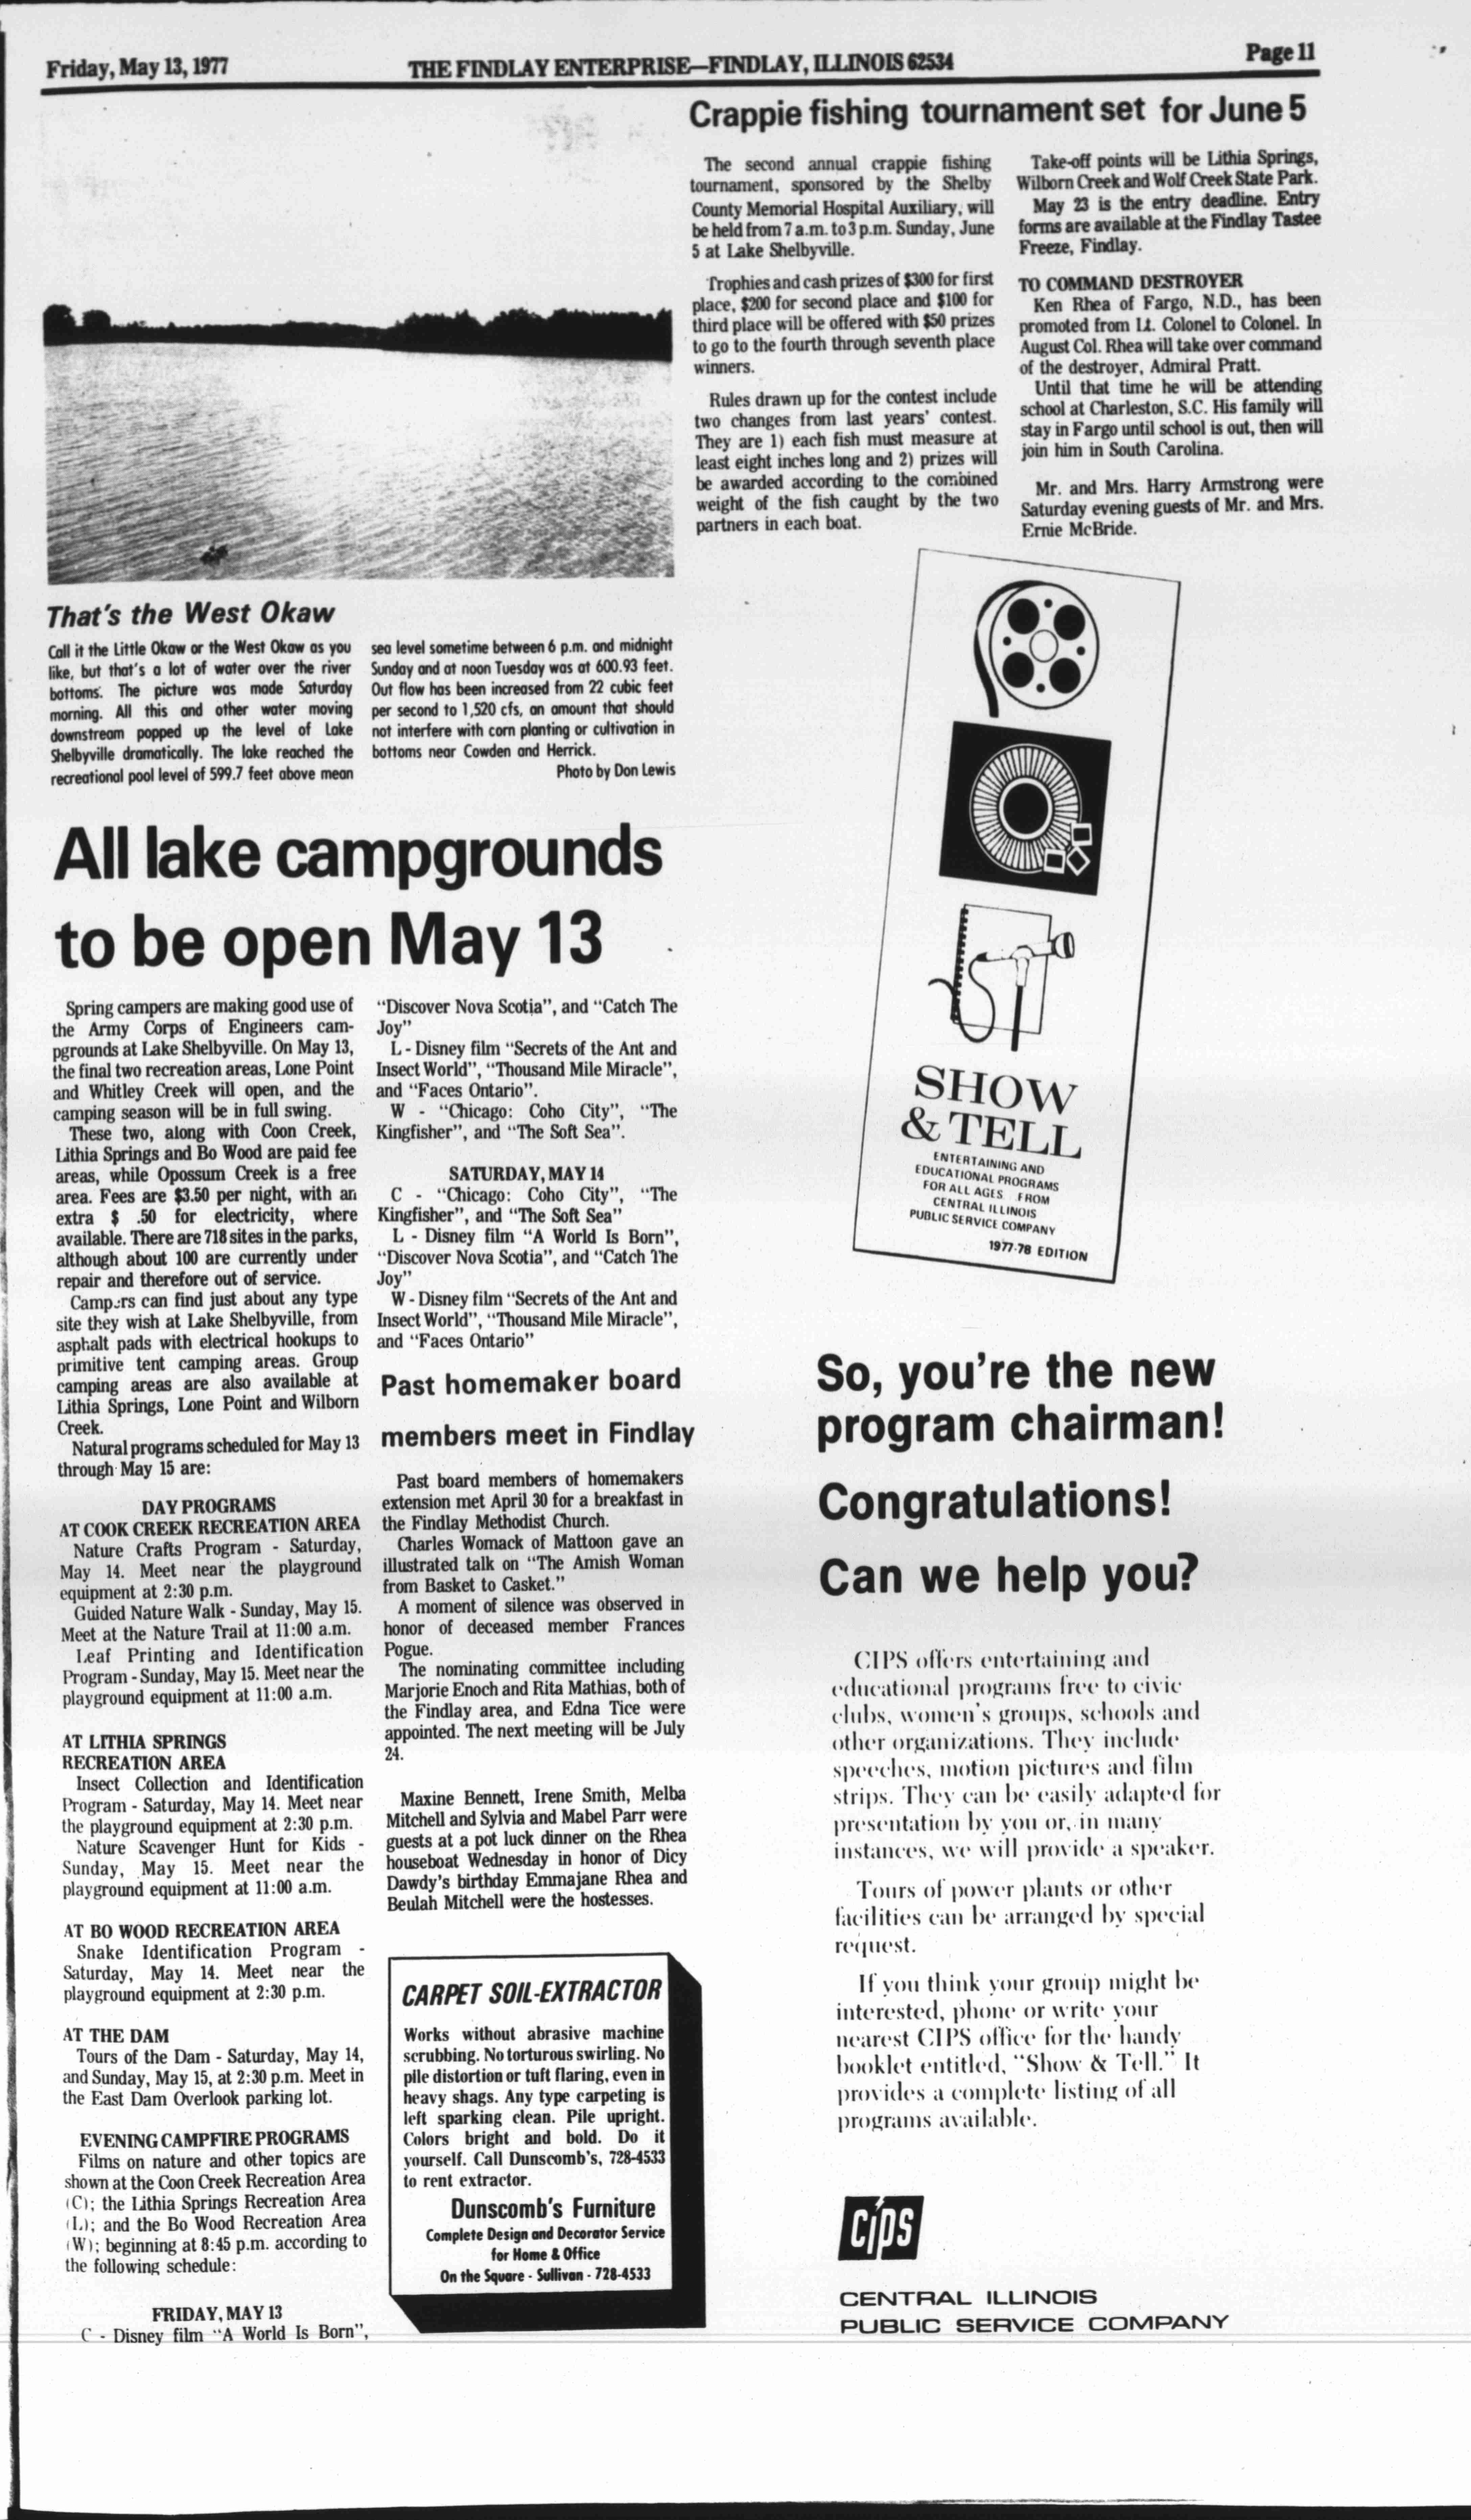 Friday, May 13, 1977
THE FINDLAY ENTERPRISE—FINDLAY, ILLINOIS 62534
Page 11
Crappie fishing tournament set for June 5
The second annual crappie fishing
tournament, sponsored by the Shelby
County Memorial Hospital Auxiliary, will
be held from 7 a.m. to 3 p.m. Sunday, June
5 at Lake Shelbyville.
Trophies and cash prizes of $300 for first
place, $200 for second place and $100 for
third place will be offered with $50 prizes
to go to the fourth through seventh place
winners.
Rules drawn up for the contest include
two changes from last years' contest.
They are 1) each fish must measure at
least eight inches long and 2) prizes will
be awarded according to the combined
weight of the fish caught by the two
partners in each boat.
Take-off points will be Lithia Springs,
Wilborn Creek and Wolf Creek State Park.
May 23 is the entry deadline. Entry
forms are available at the Findlay Tastee
Freeze, Findlay.
TO COMMAND DESTROYER
Ken Rhea of Fargo, N.D., has been
promoted from Lt. Colonel to Colonel. In
August Col. Rhea will take over command
of the destroyer, Admiral Pratt.
Until that time he will be attending
school at Charleston, S.C. His family will
stay in Fargo until school is out, then will
join him in South Carolina.
Mr. and Mrs. Harry Armstrong were
Saturday evening guests of Mr. and Mrs.
Ernie McBride.
That's the West Okaw
Call it the Little Okaw or the West Okaw as you
like, but that's a lot of water over the river
bottoms. The picture was made Saturday
morning. All this and other water moving
downstream popped up the level of Lake
Shelbyville dramatically. The lake reached the
recreational pool level of 599.7 feet above mean
sea level sometime between 6 p.m. and midnight
Sunday and at noon Tuesday was at 600.93 feet.
Out flow has been increased from 22 cubic feet
per second to 1,520 cfs, an amount that should
not interfere with corn planting or cultivation in
bottoms near Cowden and Herrick.
Photo by Don Lewis
All lake campgrounds
to be open May 13
Spring campers are making good use of
the Army Corps of Engineers cam-
pgrounds at Lake Shelbyville. On May 13,
the final two recreation areas, Lone Point
and Whitley Creek will open, and the
camping season will be in full swing.
These two, along with Coon Creek,
Lithia Springs and Bo Wood are paid fee
areas, while Opossum Creek is a free
area. Fees are $3.50 per night, with an
extra $ .50 for electricity, where
available. There are 718 sites in the parks,
although about 100 are currently under
repair and therefore out of service.
Campers can find just about any type
site they wish at Lake Shelbyville, from
asphalt pads with electrical hookups to
primitive tent camping areas. Group
camping areas are also available at
Lithia Springs, Lone Point and Wilborn
Creek.
Natural programs scheduled for May 13
through May 15 are:
DAY PROGRAMS
AT COOK CREEK RECREATION AREA
Nature Crafts Program - Saturday,
May 14. Meet near the playground
equipment at 2:30 p.m.
Guided Nature Walk - Sunday, May 15.
Meet at the Nature Trail at 11:00 a.m.
Leaf Printing and Identification
Program - Sunday, May 15. Meet near the
playground equipment at 11:00 a.m.
AT LITHIA SPRINGS
RECREATION AREA
Insect Collection and Identification
Program - Saturday, May 14. Meet near
the playground equipment at 2:30 p.m.
Nature Scavenger Hunt for Kids -
Sunday, May 15. Meet near the
playground equipment at 11:00 a.m.
AT BO WOOD RECREATION AREA
Snake Identification Program -
Saturday, May 14. Meet near the
playground equipment at 2:30 p.m.
AT THE DAM
Tours of the Dam - Saturday, May 14,
and Sunday, May 15, at 2:30 p.m. Meet in
the East Dam Overlook parking lot.
EVENING CAMPFIRE PROGRAMS
Films on nature and other topics are
shown at the Coon Creek Recreation Area
(C); the Lithia Springs Recreation Area
(L); and the Bo Wood Recreation Area
(W); beginning at 8:45 p.m. according to
the following schedule:
FRIDAY, MAY 13
C - Disney film "A World Is Born",
"Discover Nova Scotia", and "Catch The
Joy"
L - Disney film "Secrets of the Ant and
Insect World", "Thousand Mile Miracle",
and "Faces Ontario".
W - "Chicago: Coho City", "The
Kingfisher", and "The Soft Sea".
SATURDAY, MAY 14
C - "Chicago: Coho City", "The
Kingfisher", and "The Soft Sea"
L - Disney film "A World Is Born",
"Discover Nova Scotia", and "Catch The
Joy"
W - Disney film "Secrets of the Ant and
Insect World", "Thousand Mile Miracle",
and "Faces Ontario"
Past homemaker board
members meet in Findlay
Past board members of homemakers
extension met April 30 for a breakfast in
the Findlay Methodist Church.
Charles Womack of Mattoon gave an
illustrated talk on "The Amish Woman
from Basket to Casket."
A moment of silence was observed in
honor of deceased member Frances
Pogue.
The nominating committee including
Marjorie Enoch and Rita Mathias, both of
the Findlay area, and Edna Tice were
appointed. The next meeting will be July
24.
Maxine Bennett, Irene Smith, Melba
Mitchell and Sylvia and Mabel Parr were
guests at a pot luck dinner on the Rhea
houseboat Wednesday in honor of Dicy
Dawdy's birthday Emmajane Rhea and
Beulah Mitchell were the hostesses.
CARPET SOIL-EXTRACTOR
Works without abrasive machine
scrubbing. No torturous swirling. No
pile distortion or tuft flaring, even in
heavy shags. Any type carpeting is
left sparking clean. Pile upright.
Colors bright and bold. Do it
yourself. Call Dunscomb's, 728-4533
to rent extractor.
Dunscomb's Furniture
Complete Design and Decorator Service
for Home & Office
On the Square - Sullivan - 728-4533
SHOW
& TELL
ENTERTAINING AND
EDUCATIONAL PROGRAMS
FOR ALL AGES FROM
CENTRAL ILLINOIS
PUBLIC SERVICE COMPANY
1977-78 EDITION
So, you're the new
program chairman!
Congratulations!
Can we help you?
CIPS offers entertaining and
educational programs free to civic
clubs, women's groups, schools and
other organizations. They include
speeches, motion pictures and film
strips. They can be easily adapted for
presentation by you or, in many
instances, we will provide a speaker.
Tours of power plants or other
facilities can be arranged by special
request.
If you think your group might be
interested, phone or write your
nearest CIPS office for the handy
booklet entitled, "Show & Tell." It
provides a complete listing of all
programs available.
CIPS
CENTRAL ILLINOIS
PUBLIC SERVICE COMPANY